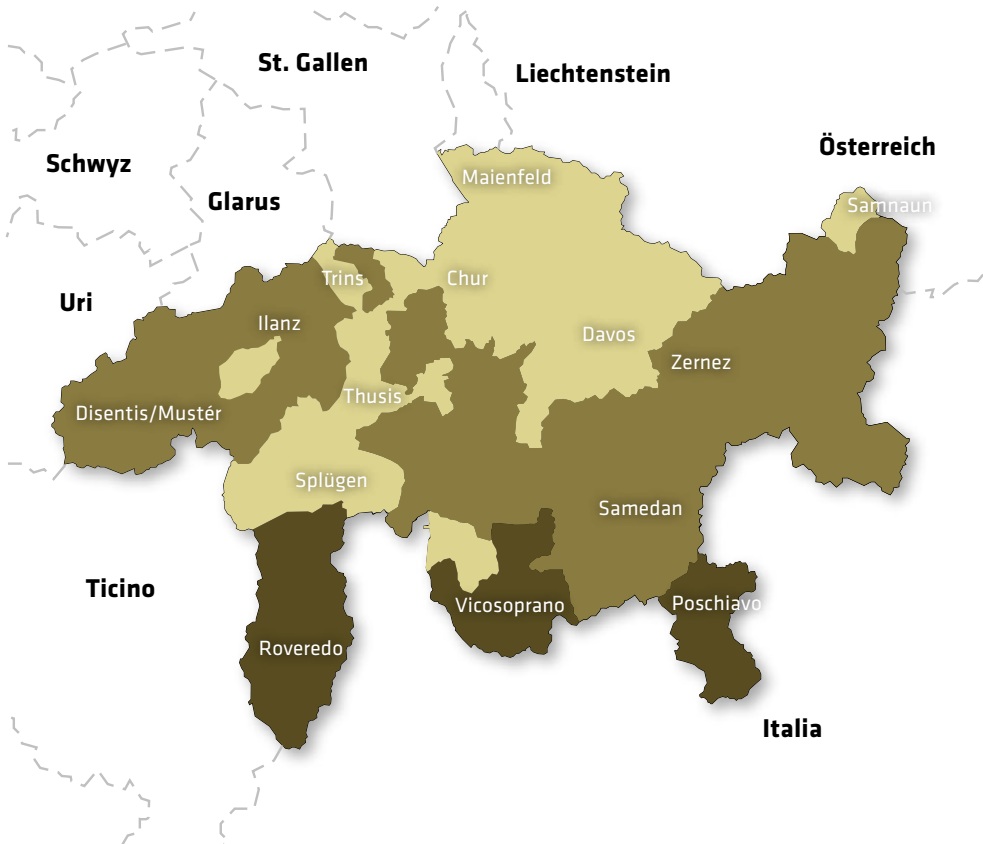 St. Gallen
Liechtenstein
Österreich
Schwyz
Maienfeld
Glarus
Samnaun
Trins
Chur
Uri
Ilanz
Davos
Zernez
Thusis
Disentis/Mustér
Splügen
Samedan
Ticino
Vicosoprano
Poschiavo
Roveredo
Italia